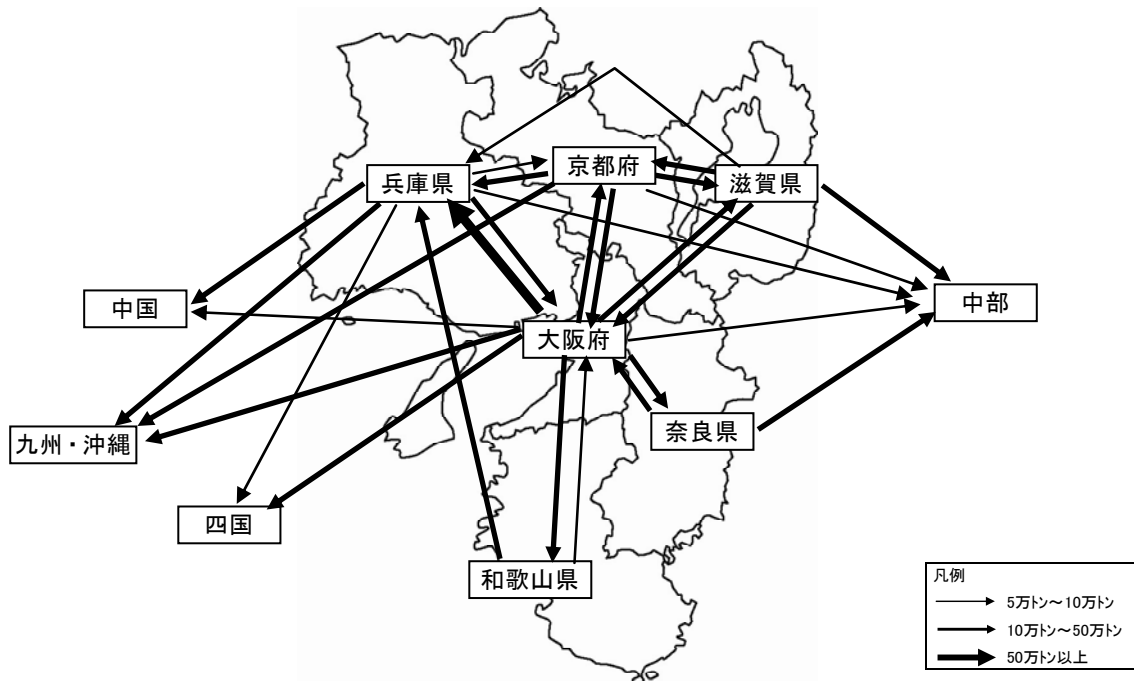 京都府
兵庫県
滋賀県
中国
中部
大阪府
奈良県
九州・沖縄
四国
和歌山県
凡例
5万トン～10万トン
10万トン～50万トン
50万トン以上